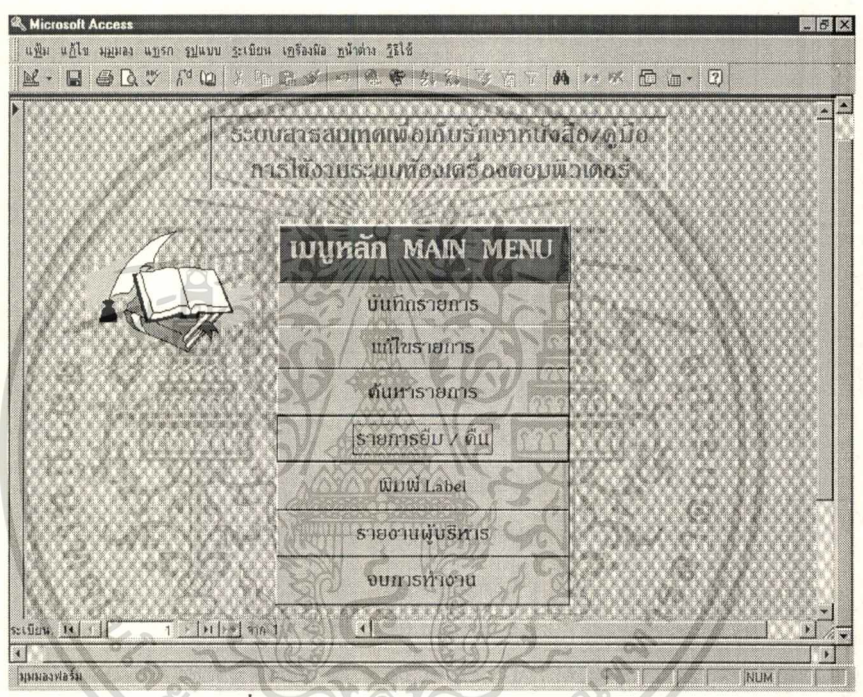 Microsoft Access
แฟ้ม แก้ไข มุมมอง แทรก รูปแบบ ระเบียน เครื่องมือ หน้าต่าง วิธีใช้
ระบบสารสนเทศเพื่อเก็บรักษาหนังสือ/คู่มือ
การใช้งานระบบห้องเครื่องคอมพิวเตอร์
เมนูหลัก MAIN MENU
บันทึกรายการ
แก้ไขรายการ
ค้นหารายการ
รายการยืม / คืน
พิมพ์ Label
รายงานผู้บริหาร
จบการทำงาน
ระเบียน: 1 จาก 1
มุมมองฟอร์ม NUM